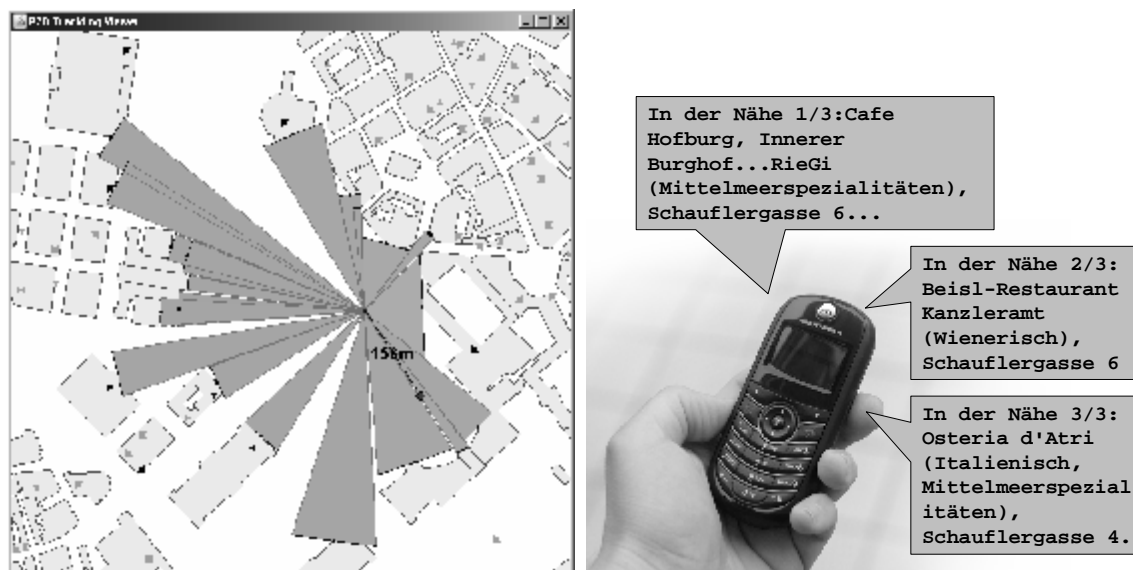 Tracking Viewer
156m
In der Nähe 1/3:Cafe
Hofburg, Innerer
Burghof...RieGi
(Mittelmeerspezialitäten),
Schauflergasse 6...
In der Nähe 2/3:
Beisl-Restaurant
Kanzleramt
(Wienerisch),
Schauflergasse 6
In der Nähe 3/3:
Osteria d'Atri
(Italienisch,
Mittelmeerspezial
itäten),
Schauflergasse 4.